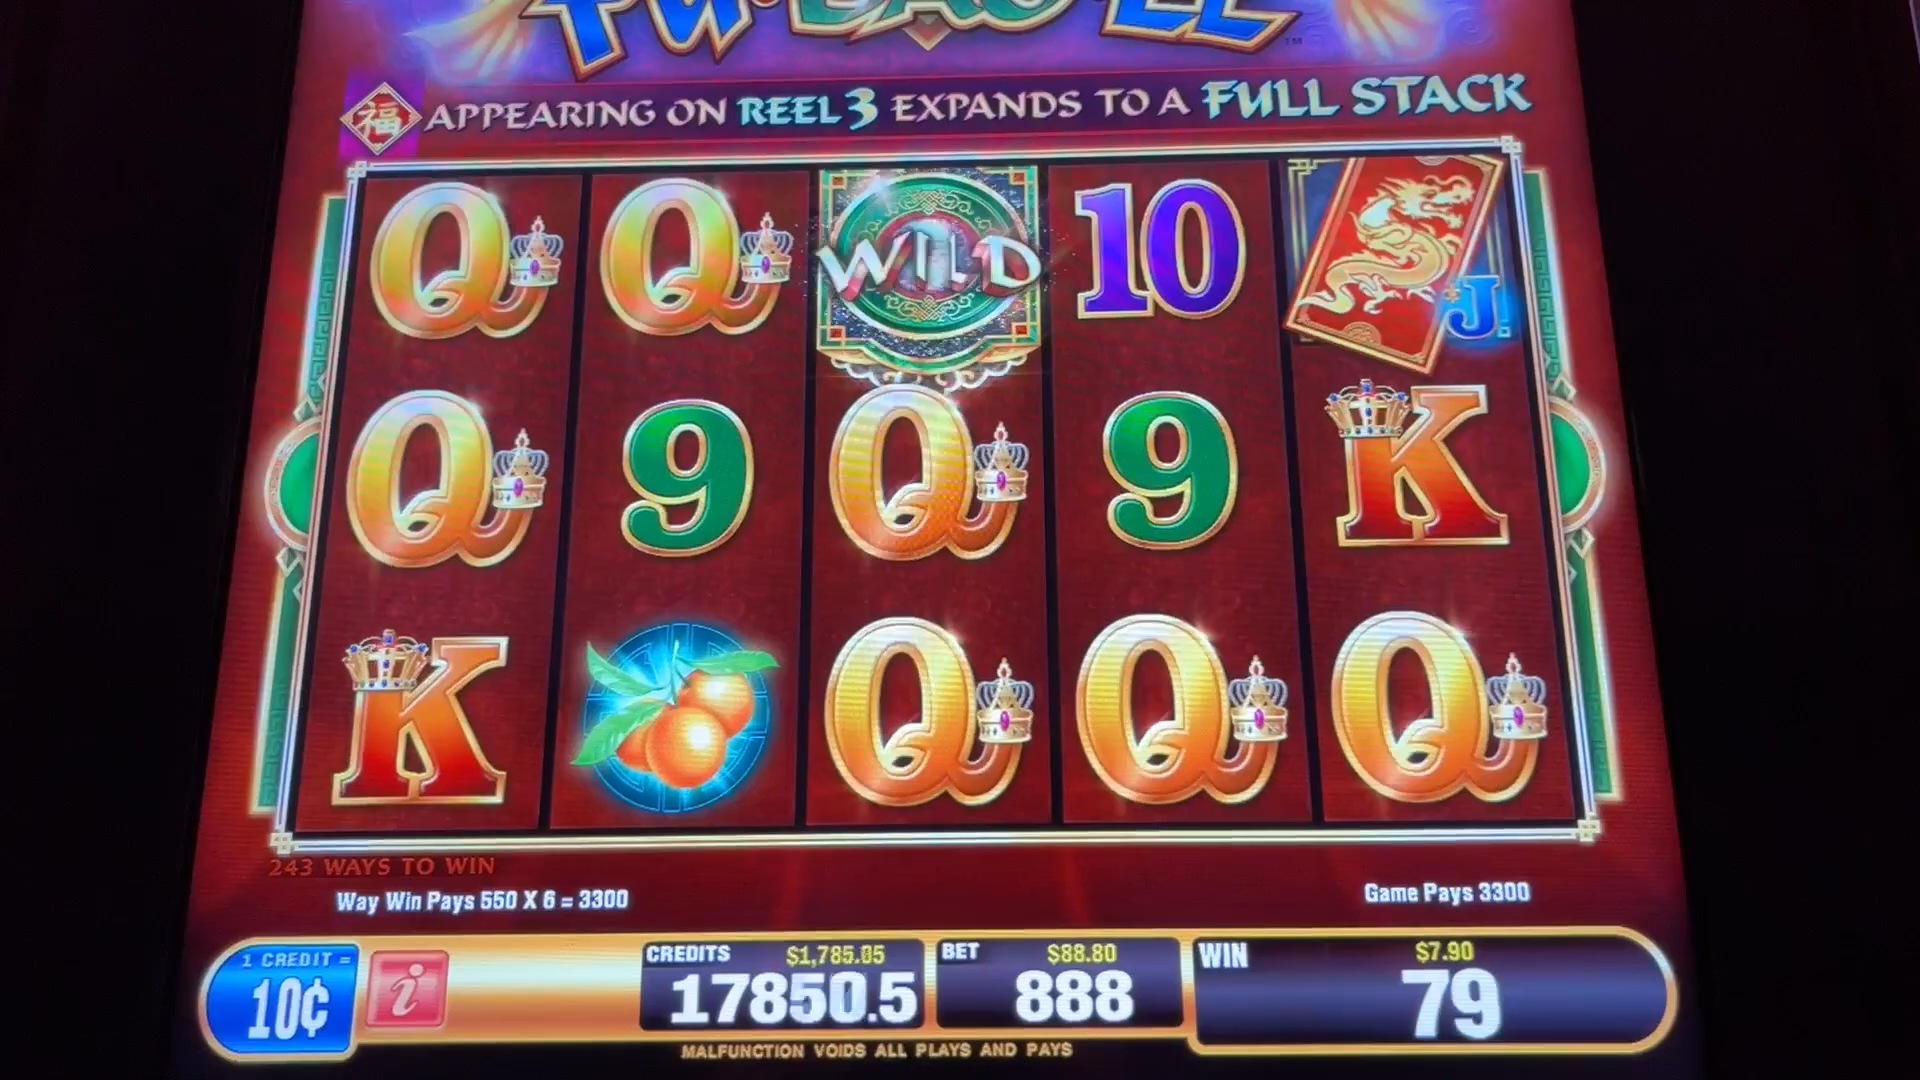 福 APPEARING ON REEL 3 EXPANDS TO A FULL STACK
Q Q WILD 10 J
Q 9 Q 9 K
K Q Q Q
243 WAYS TO WIN
Way Win Pays 550 X 6 = 3300
Game Pays 3300
1 CREDIT =
10¢
i
CREDITS $1,785.05
17850.5
BET $88.80
888
WIN $7.90
79
MALFUNCTION VOIDS ALL PLAYS AND PAYS